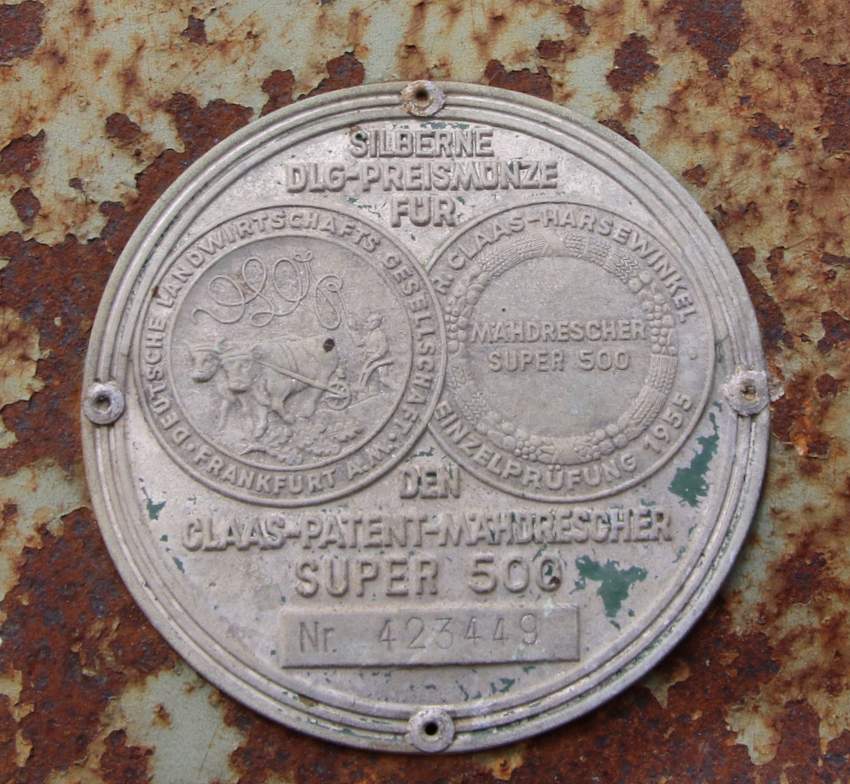 SILBERNE
DLG-PREISMÜNZE
FÜR
DEUTSCHE LANDWIRTSCHAFTS GESELLSCHAFT·
·FRANKFURT A.M.·
DLG
R. CLAAS-HARSEWINKEL
MÄHDRESCHER
SUPER 500
EINZELPRÜFUNG 1955
DEN
CLAAS-PATENT-MÄHDRESCHER
SUPER 500
Nr. 423449